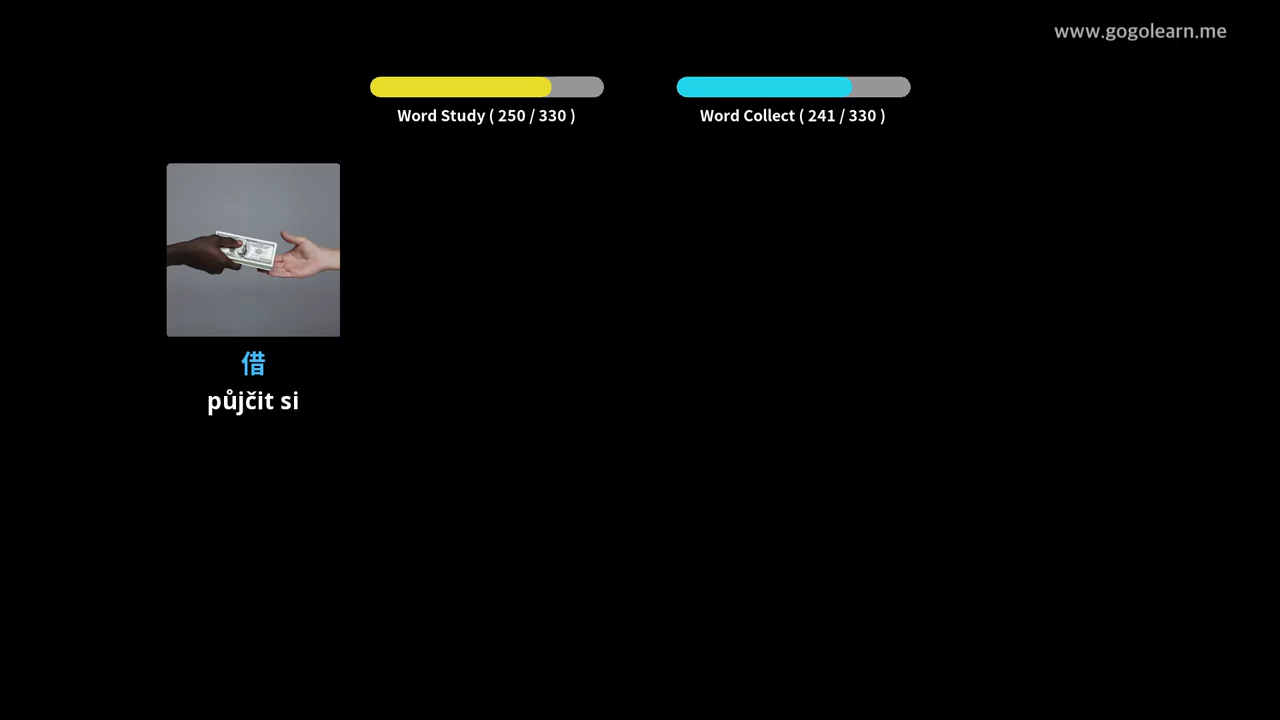 www.gogolearn.me
Word Study ( 250 / 330 )
Word Collect ( 241 / 330 )
借
půjčit si